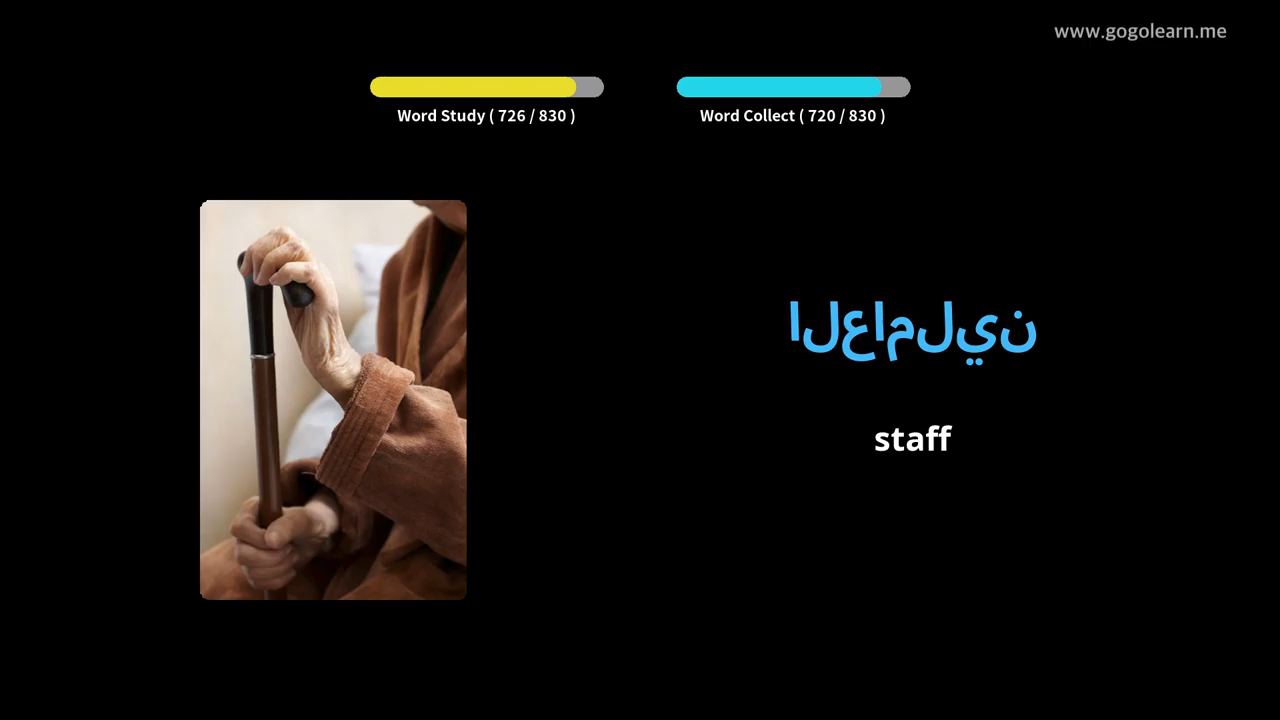 www.gogolearn.me
Word Study ( 726 / 830 )
Word Collect ( 720 / 830 )
العاملين
staff